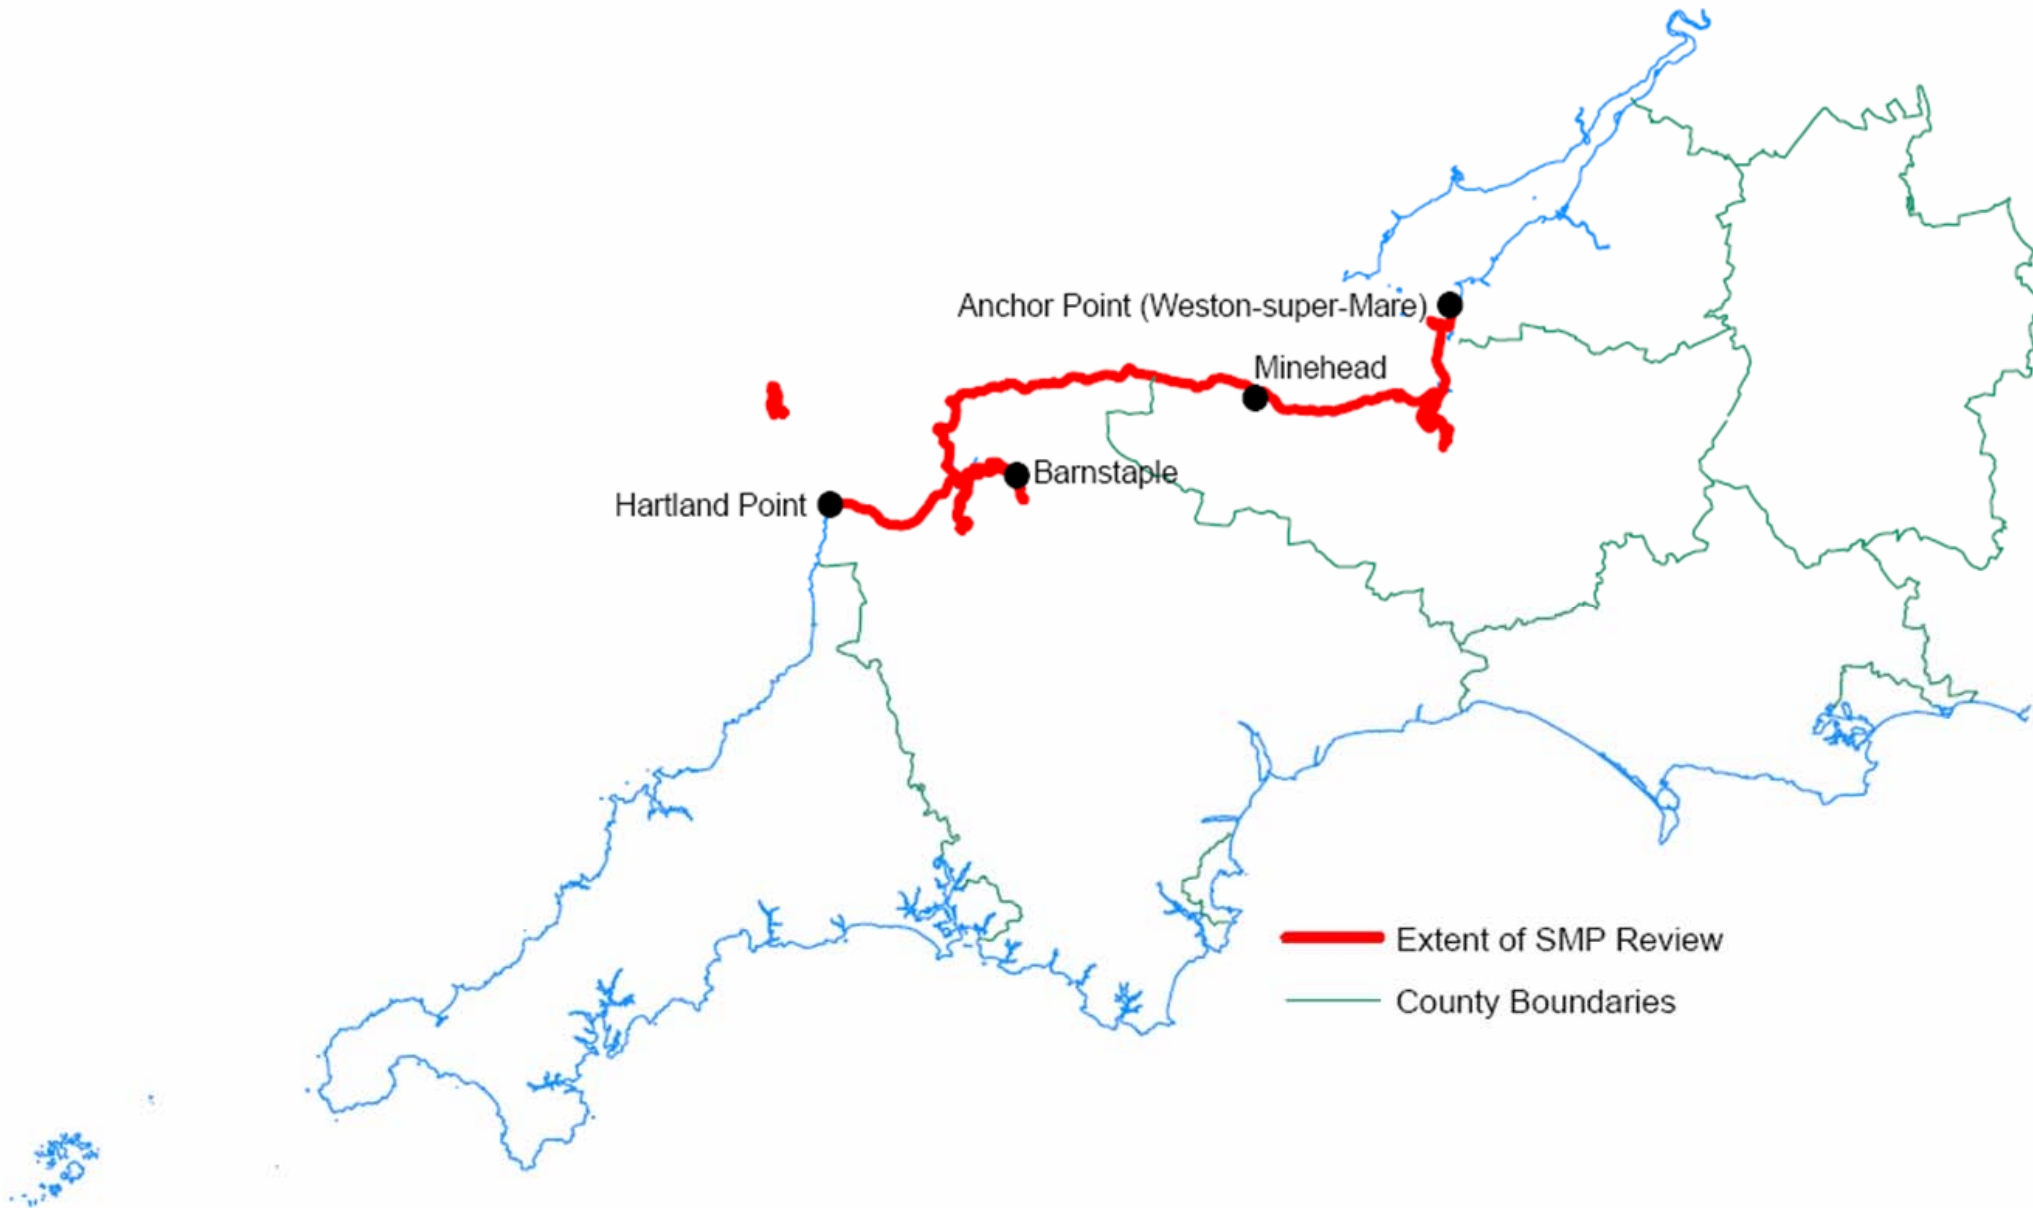 Anchor Point (Weston-super-Mare)
Minehead
Barnstaple
Hartland Point
Extent of SMP Review
County Boundaries